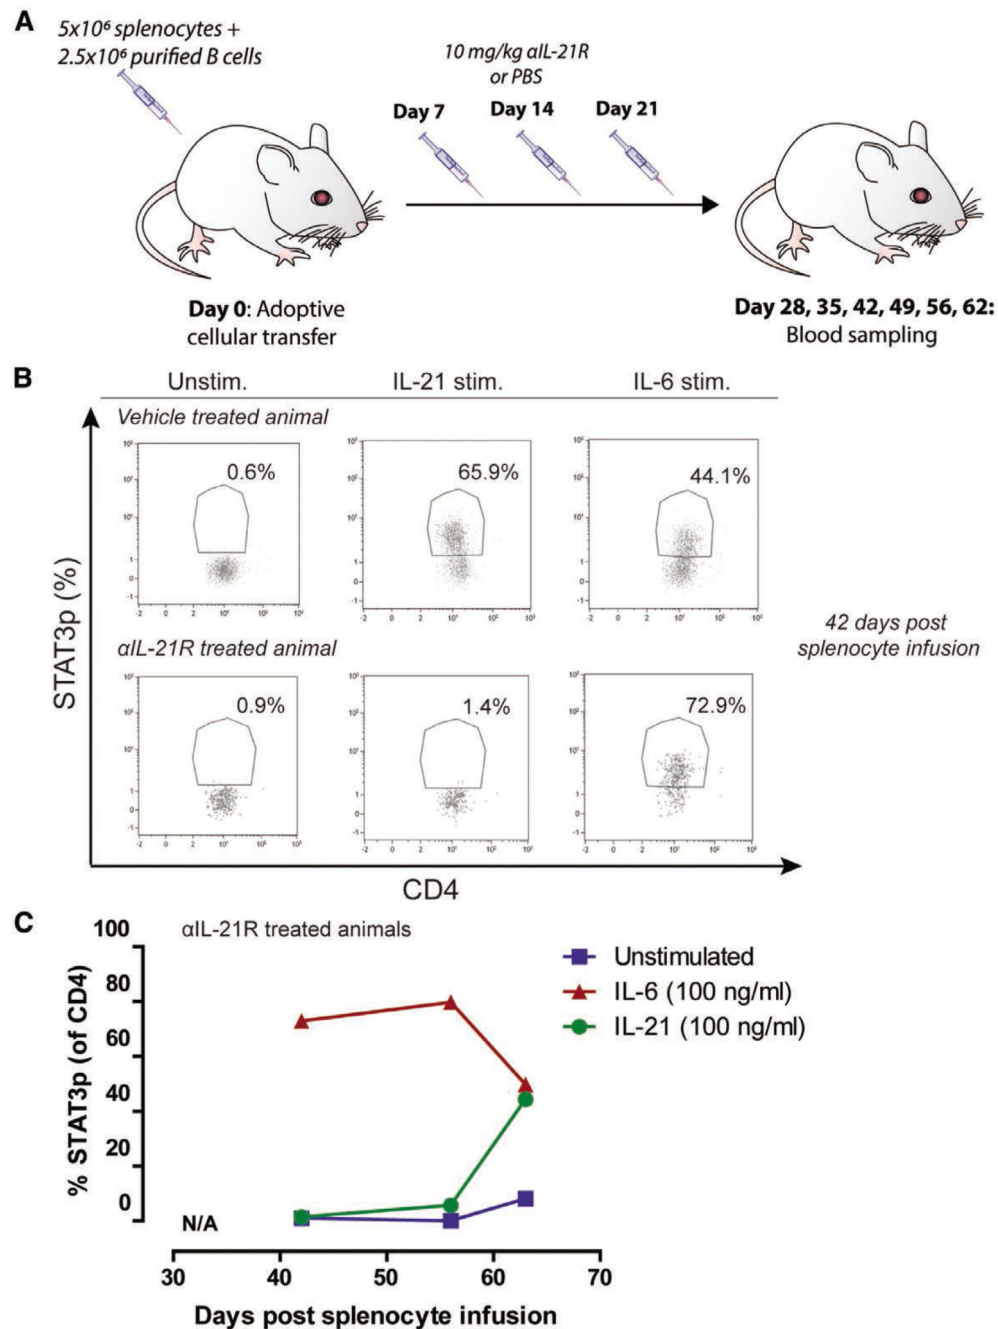 A
5x10⁶ splenocytes +
2.5x10⁶ purified B cells
10 mg/kg αIL-21R
or PBS
Day 7 Day 14 Day 21
Day 0: Adoptive
cellular transfer
Day 28, 35, 42, 49, 56, 62:
Blood sampling
B
Unstim. IL-21 stim. IL-6 stim.
Vehicle treated animal
0.6% 65.9% 44.1%
αIL-21R treated animal
0.9% 1.4% 72.9%
STAT3p (%)
CD4
42 days post
splenocyte infusion
C
αIL-21R treated animals
100
80
60
40
20
0
% STAT3p (of CD4)
N/A
30 40 50 60 70
Days post splenocyte infusion
Unstimulated
IL-6 (100 ng/ml)
IL-21 (100 ng/ml)